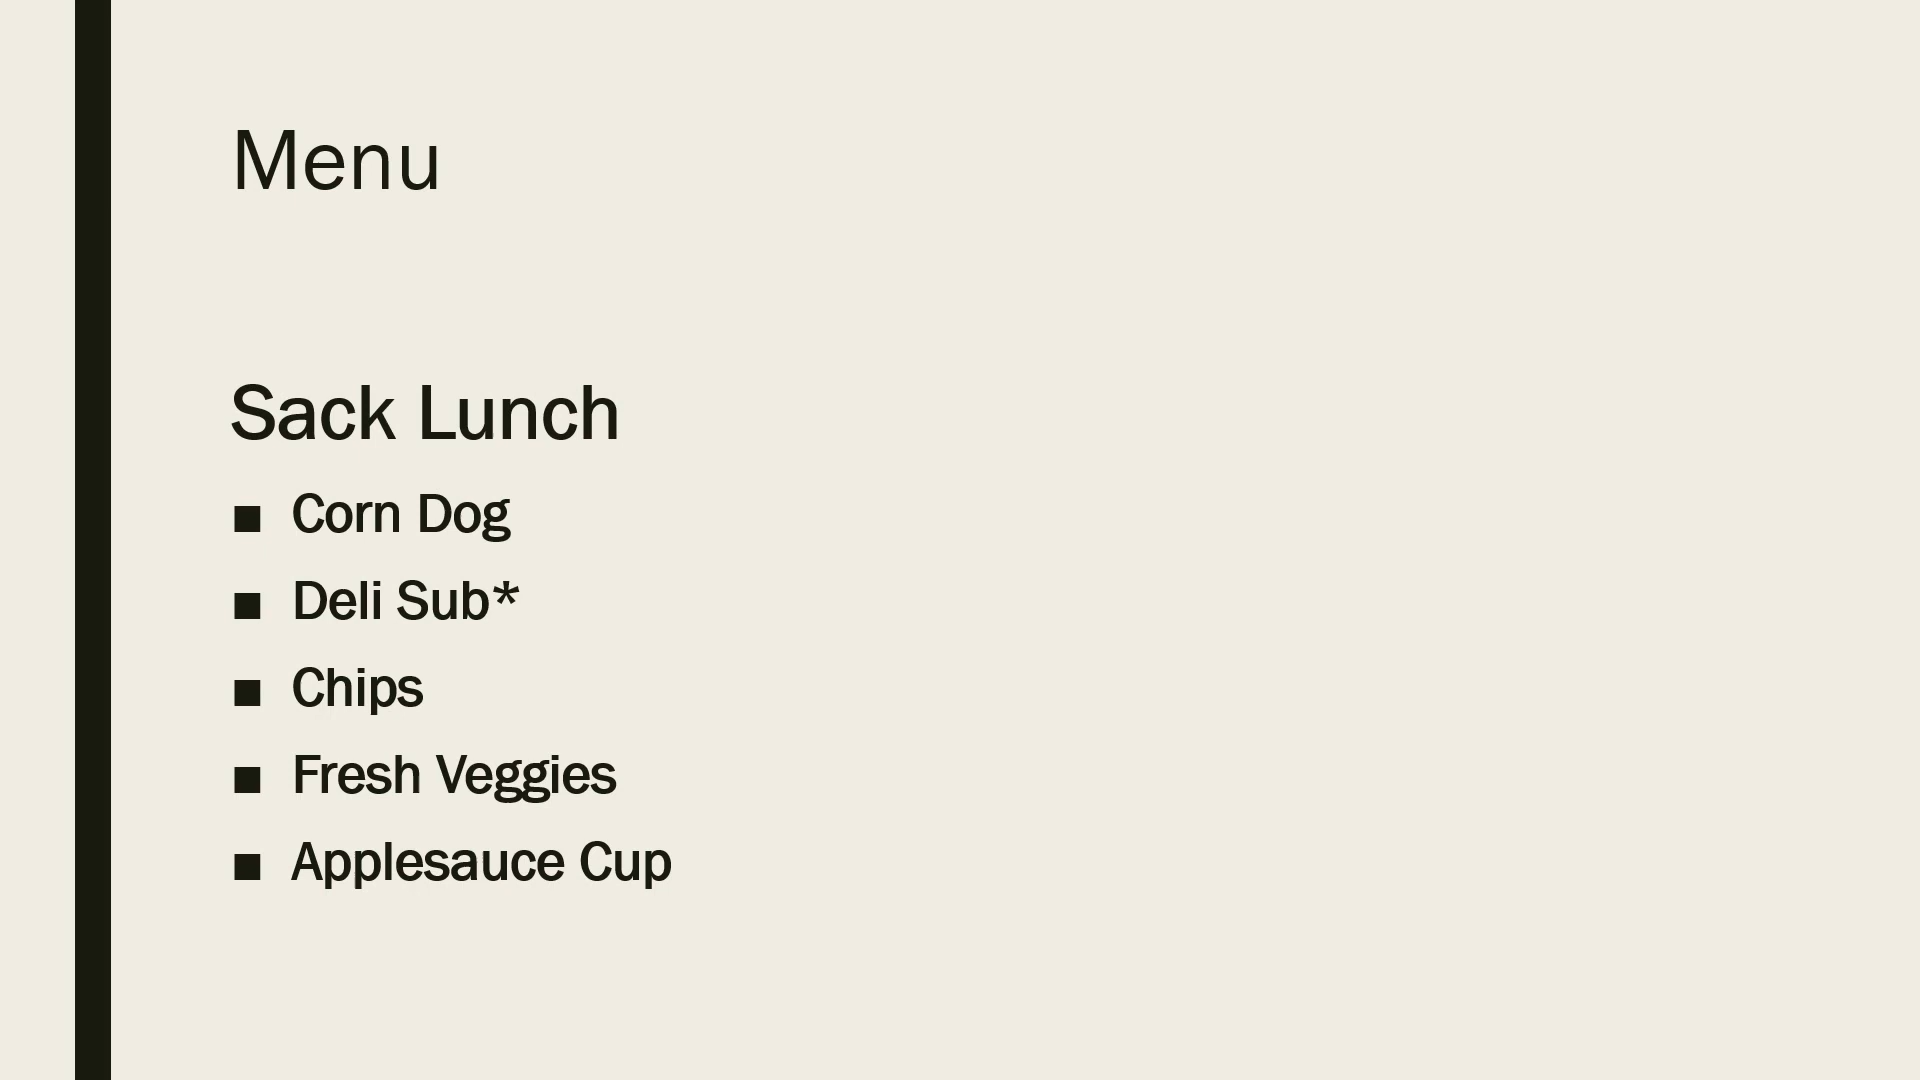 Menu
Sack Lunch
■ Corn Dog
■ Deli Sub*
■ Chips
■ Fresh Veggies
■ Applesauce Cup